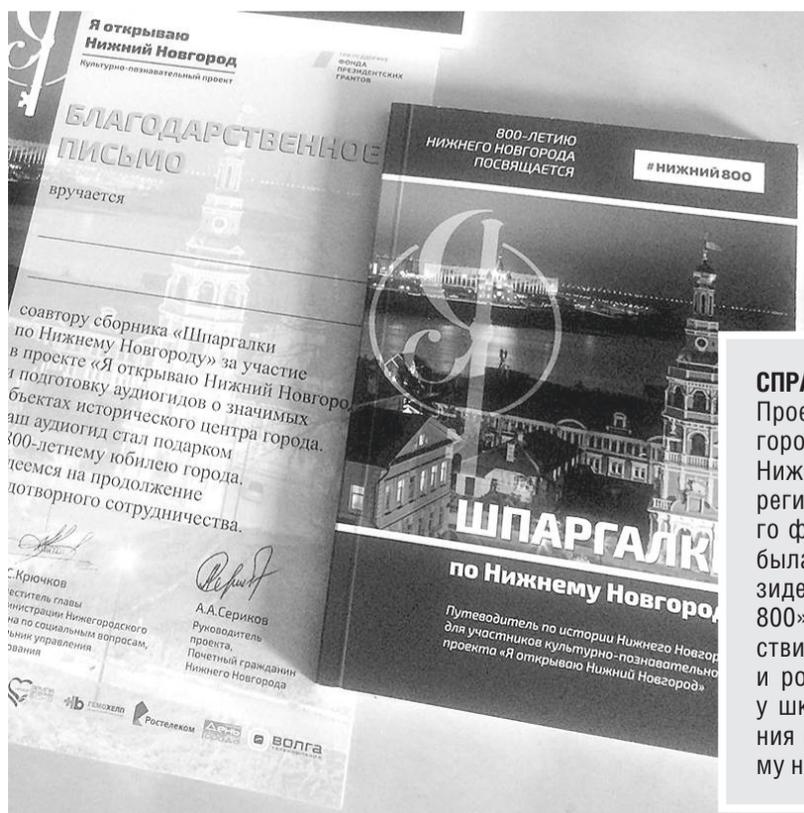 Я открываю
Нижний Новгород
Культурно-познавательный проект
ФОНДА
ПРЕЗИДЕНТСКИХ
ГРАНТОВ
БЛАГОДАРСТВЕННОЕ
ПИСЬМО
вручается
соавтору сборника «Шпаргалки
по Нижнему Новгороду» за участие
в проекте «Я открываю Нижний Новгоро
и подготовку аудиогидов о значимых
бъектах исторического центра города.
аш аудиогид стал подарком
800-летнему юбилею города.
деемся на продолжение
дотворного сотрудничества.
С.Крючков
еститель главы
инистрации Нижегородского
на по социальным вопросам,
льник управления
ования
А.А.Сериков
Руководитель
проекта,
Почетный гражданин
Нижнего Новгорода
ГЕМОХЕЛП
Ростелеком
ДЕНЬ
ГОРОДА
ВОЛГА
800-ЛЕТИЮ
НИЖНЕГО НОВГОРОДА
ПОСВЯЩАЕТСЯ
#НИЖНИЙ800
Я
ШПАРГАЛК
по Нижнему Новгород
Путеводитель по истории Нижнего Новгор
для участников культурно-познавательно
проекта «Я открываю Нижний Новгород»
СПРА
Прое
горо
Ниж
реги
го ф
была
зиде
800»
стви
и ро
у шк
ния
му н